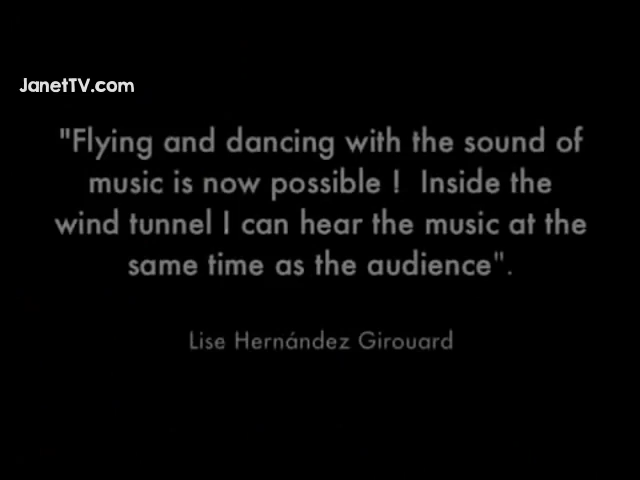 JanetTV.com
"Flying and dancing with the sound of
music is now possible !  Inside the
wind tunnel I can hear the music at the
same time as the audience".
Lise Hernández Girouard